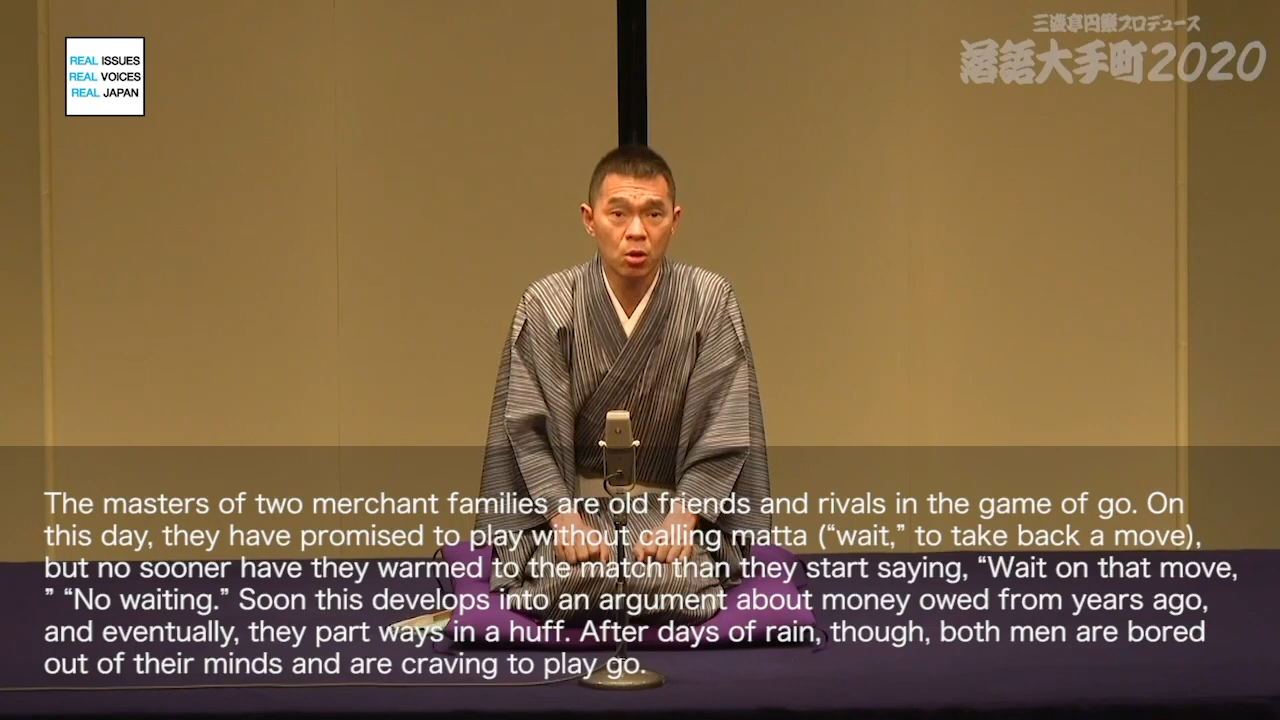 REAL ISSUES
REAL VOICES
REAL JAPAN
三遊亭円楽プロデュース
落語大手町2020
The masters of two merchant families are old friends and rivals in the game of go. On
this day, they have promised to play without calling matta (“wait,” to take back a move),
but no sooner have they warmed to the match than they start saying, “Wait on that move,
” “No waiting.” Soon this develops into an argument about money owed from years ago,
and eventually, they part ways in a huff. After days of rain, though, both men are bored
out of their minds and are craving to play go.